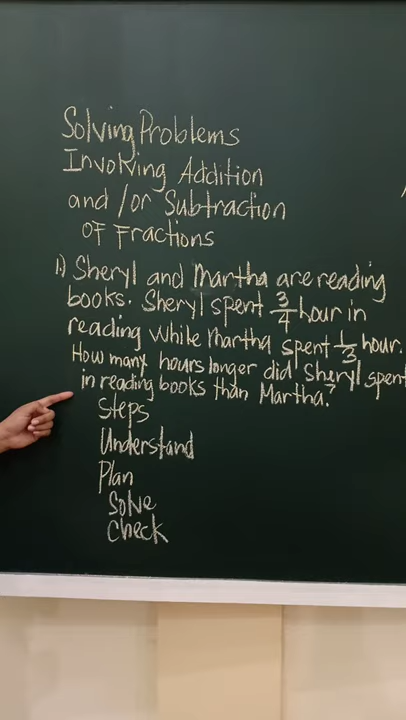 Solving Problems
Involving Addition
and /or Subtraction
OF Fractions
1.) Sheryl and Martha are reading
books. Sheryl spent 3/4 hour in
reading while Martha spent 1/3 hour.
How many hours longer did Sheryl spent
in reading books than Martha?
Steps
Understand
Plan
Solve
Check